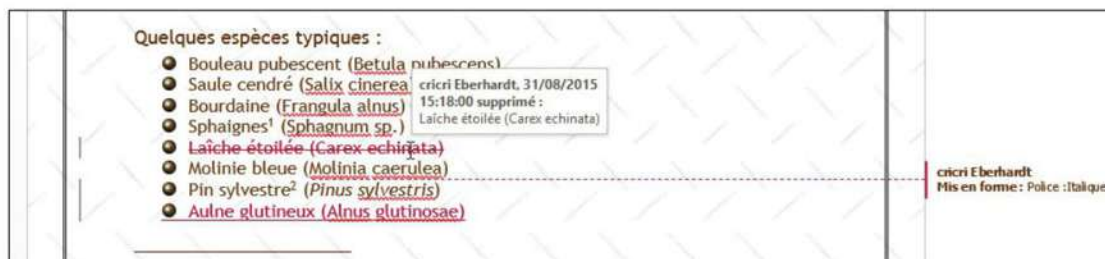 Quelques espèces typiques :
Bouleau pubescent (Betula pubescens)
Saule cendré (Salix cinerea
Bourdaine (Frangula alnus)
Sphaignes¹ (Sphagnum sp.)
Laîche étoilée (Carex echinata)
Molinie bleue (Molinia caerulea)
Pin sylvestre² (Pinus sylvestris)
Aulne glutineux (Alnus glutinosae)
cricri Eberhardt, 31/08/2015
15:18:00 supprimé :
Laîche étoilée (Carex echinata)
cricri Eberhardt
Mis en forme : Police :Italique